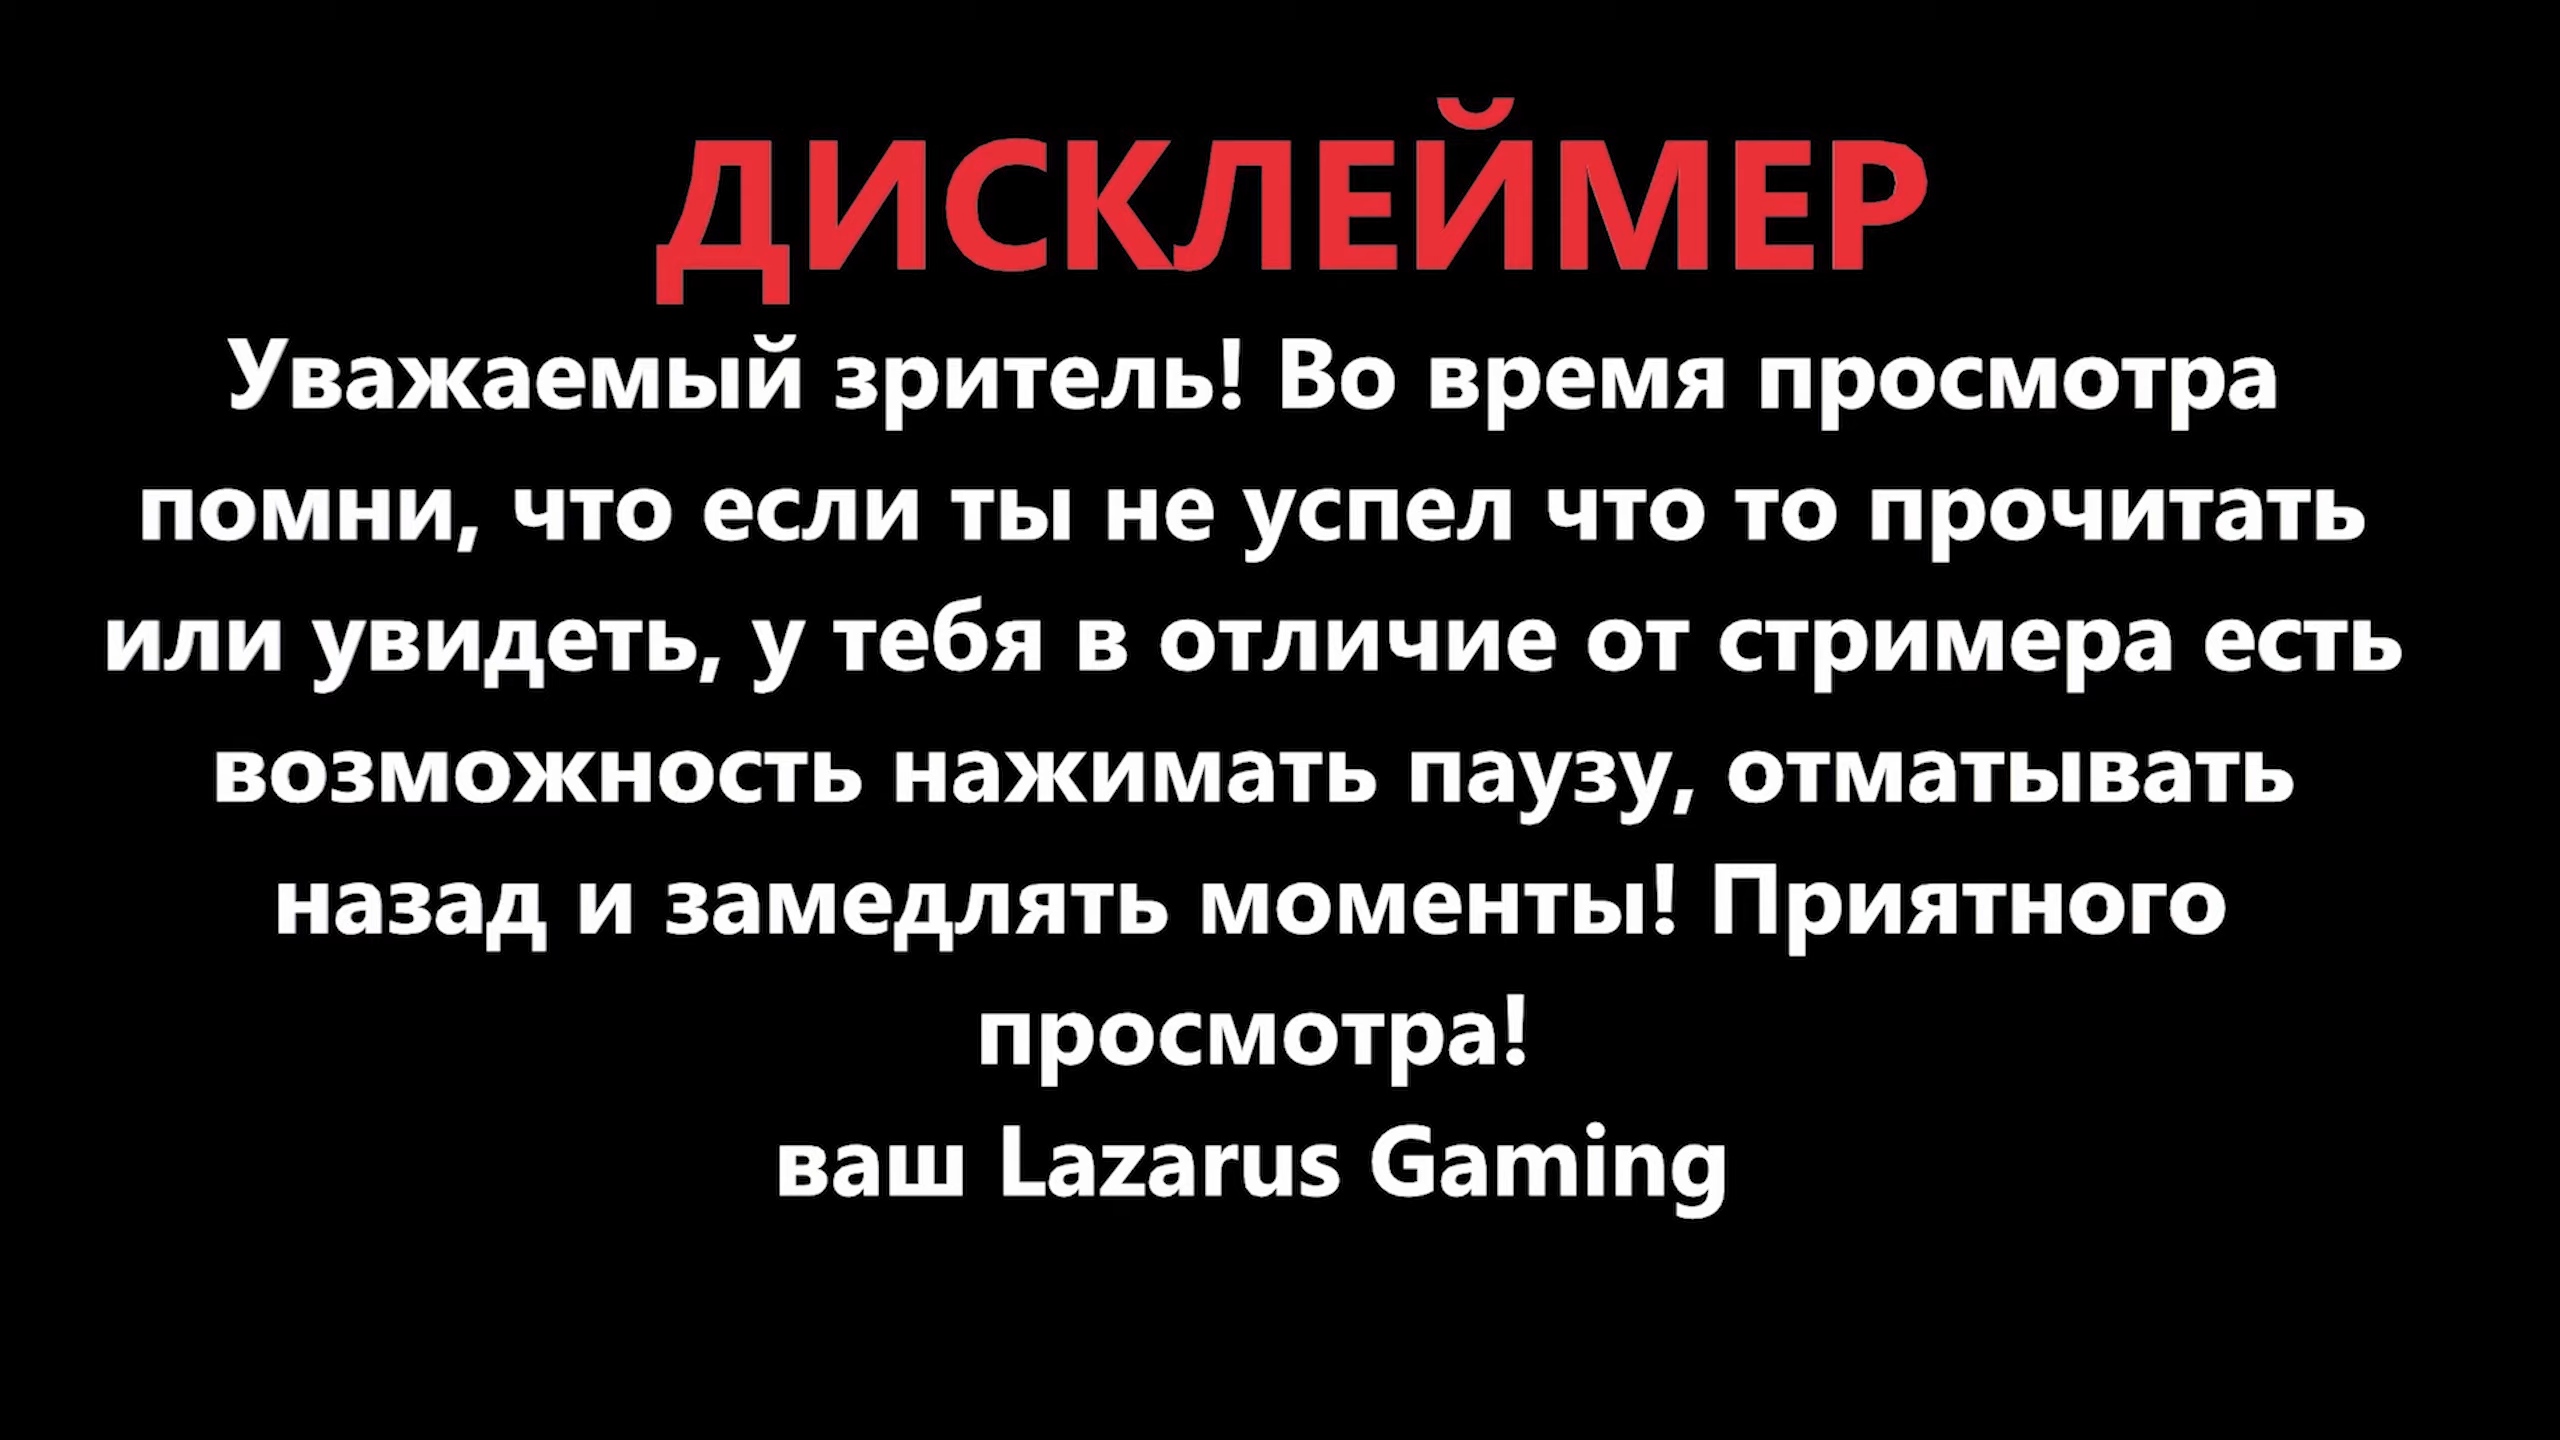 ДИСКЛЕЙМЕР
Уважаемый зритель! Во время просмотра
помни, что если ты не успел что то прочитать
или увидеть, у тебя в отличие от стримера есть
возможность нажимать паузу, отматывать
назад и замедлять моменты! Приятного
просмотра!
ваш Lazarus Gaming